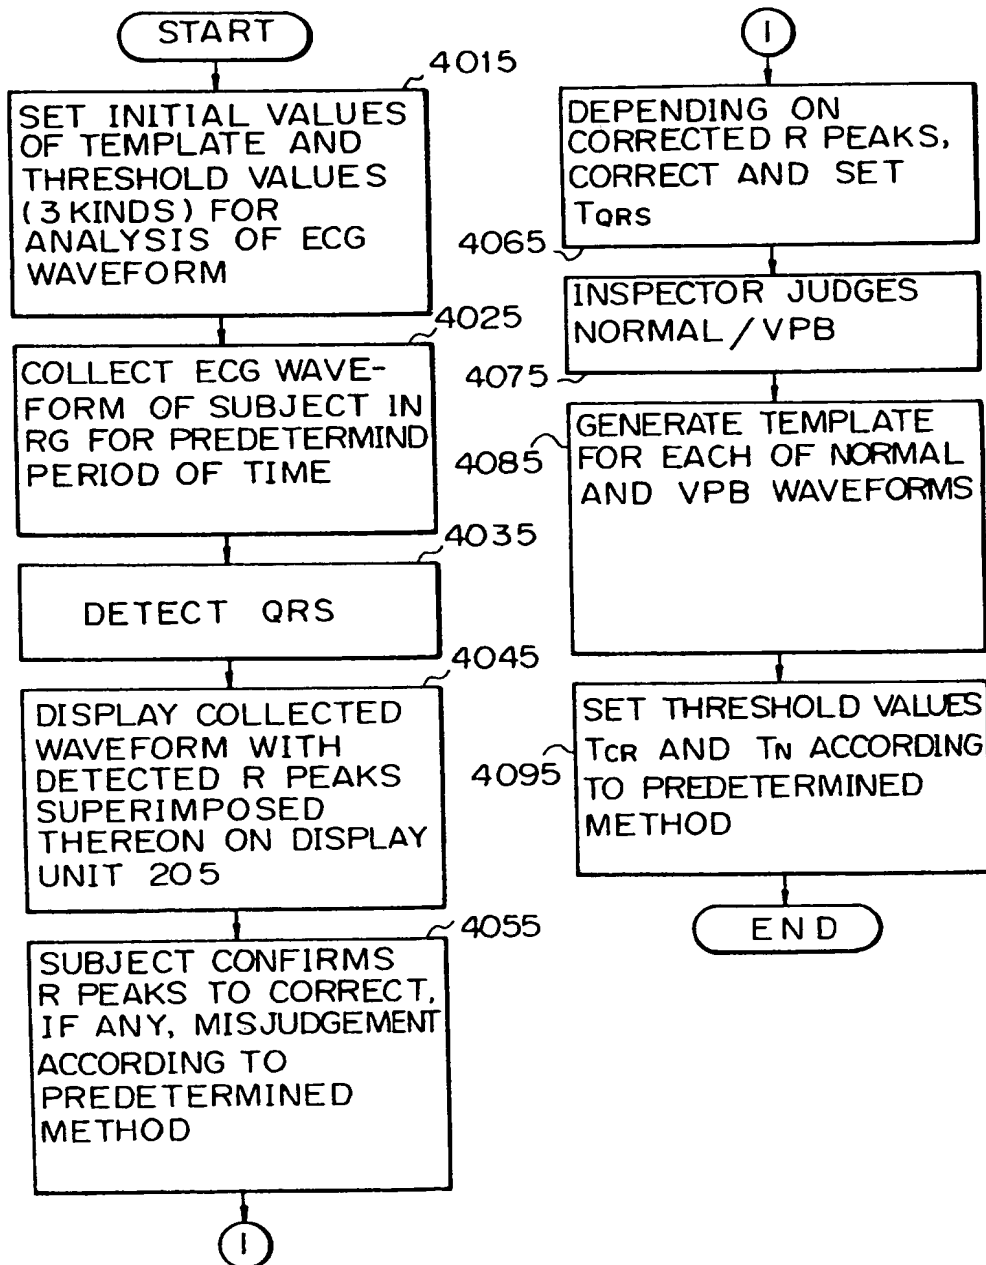 START
4015
SET INITIAL VALUES
OF TEMPLATE AND
THRESHOLD VALUES
(3 KINDS) FOR
ANALYSIS OF ECG
WAVEFORM
4025
COLLECT ECG WAVE-
FORM OF SUBJECT IN
RG FOR PREDETERMIND
PERIOD OF TIME
4035
DETECT QRS
4045
DISPLAY COLLECTED
WAVEFORM WITH
DETECTED R PEAKS
SUPERIMPOSED
THEREON ON DISPLAY
UNIT 205
4055
SUBJECT CONFIRMS
R PEAKS TO CORRECT,
IF ANY, MISJUDGEMENT
ACCORDING TO
PREDETERMINED
METHOD
1
1
DEPENDING ON
CORRECTED R PEAKS,
CORRECT AND SET
TQRS
4065
INSPECTOR JUDGES
NORMAL / VPB
4075
GENERATE TEMPLATE
FOR EACH OF NORMAL
AND VPB WAVEFORMS
4085
SET THRESHOLD VALUES
TCR AND TN ACCORDING
TO PREDETERMINED
METHOD
4095
END